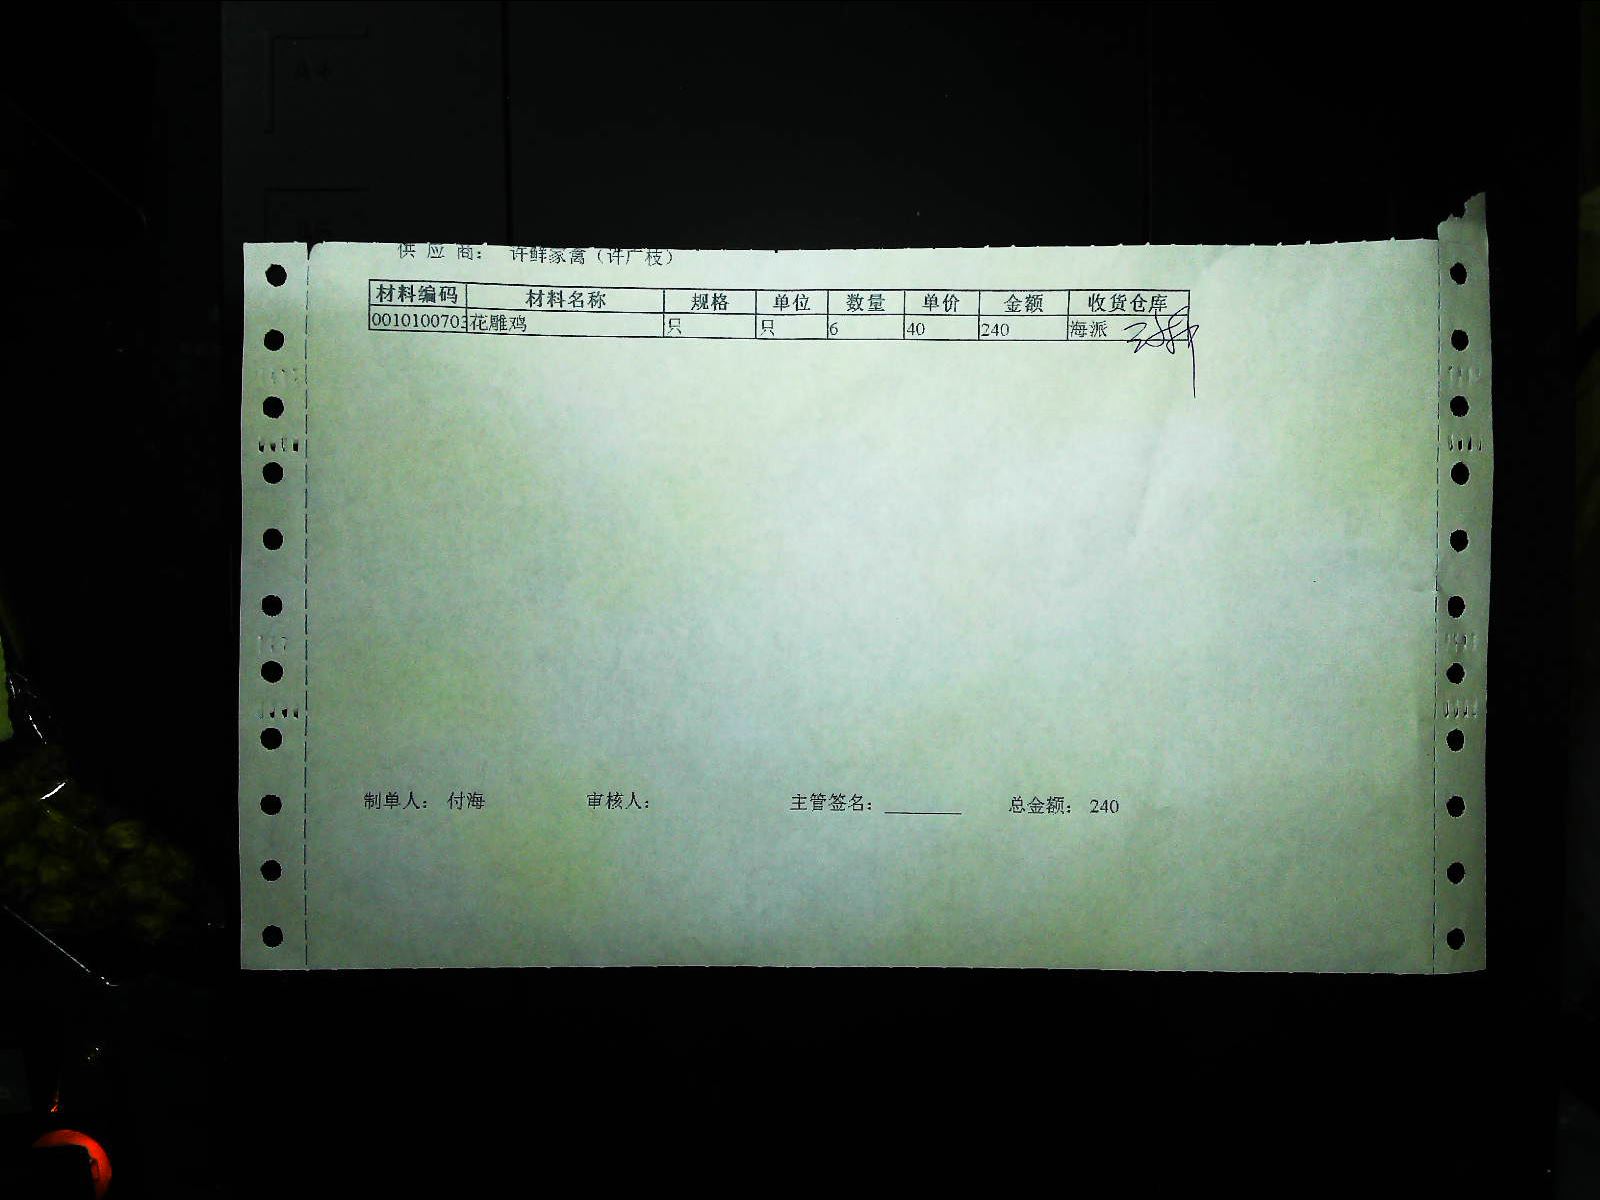 供 应 商： 许鲜家禽（许广枝）
材料编码 材料名称 规格 单位 数量 单价 金额 收货仓库
0010100703 花雕鸡 只 只 6 40 240 海派
制单人： 付海 审核人： 主管签名： 总金额： 240